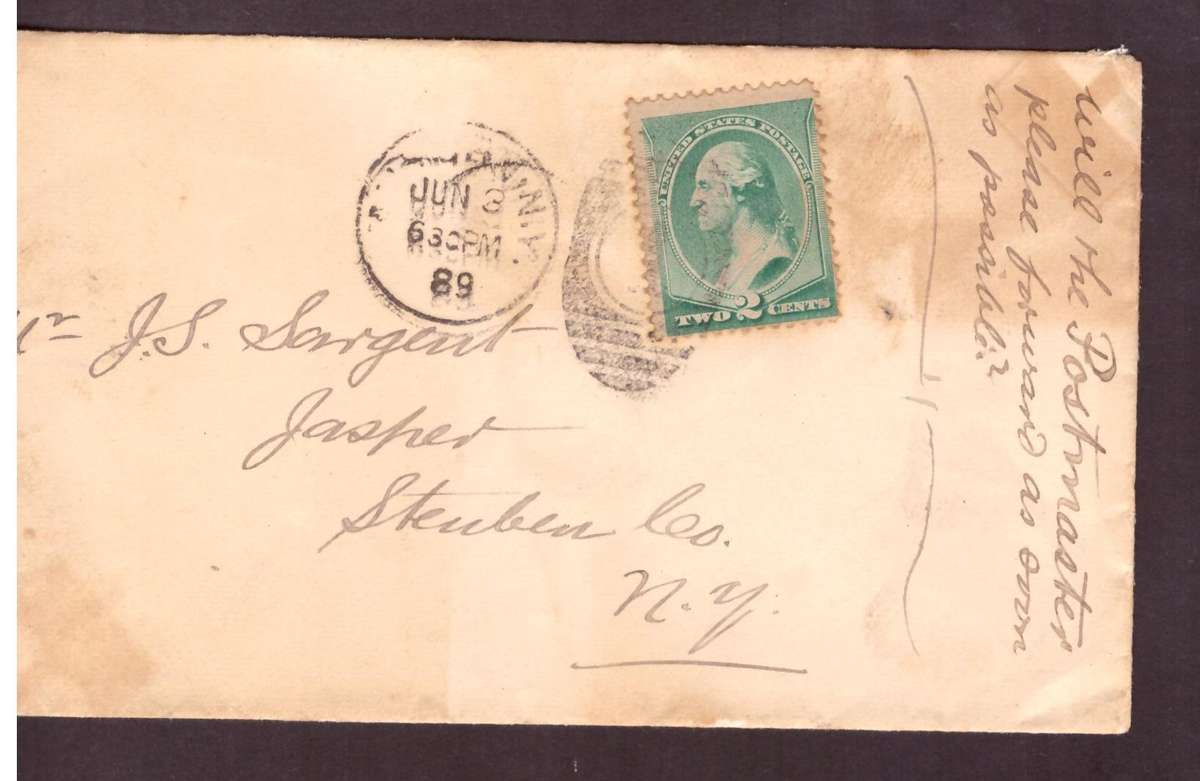 JUN 3
630PM
89
UNITED STATES POSTAGE
TWO 2 CENTS
Mr J.S. Sargent
Jasper
Steuben Co.
N.Y.
will the Postmaster
please forward as soon
as possible?